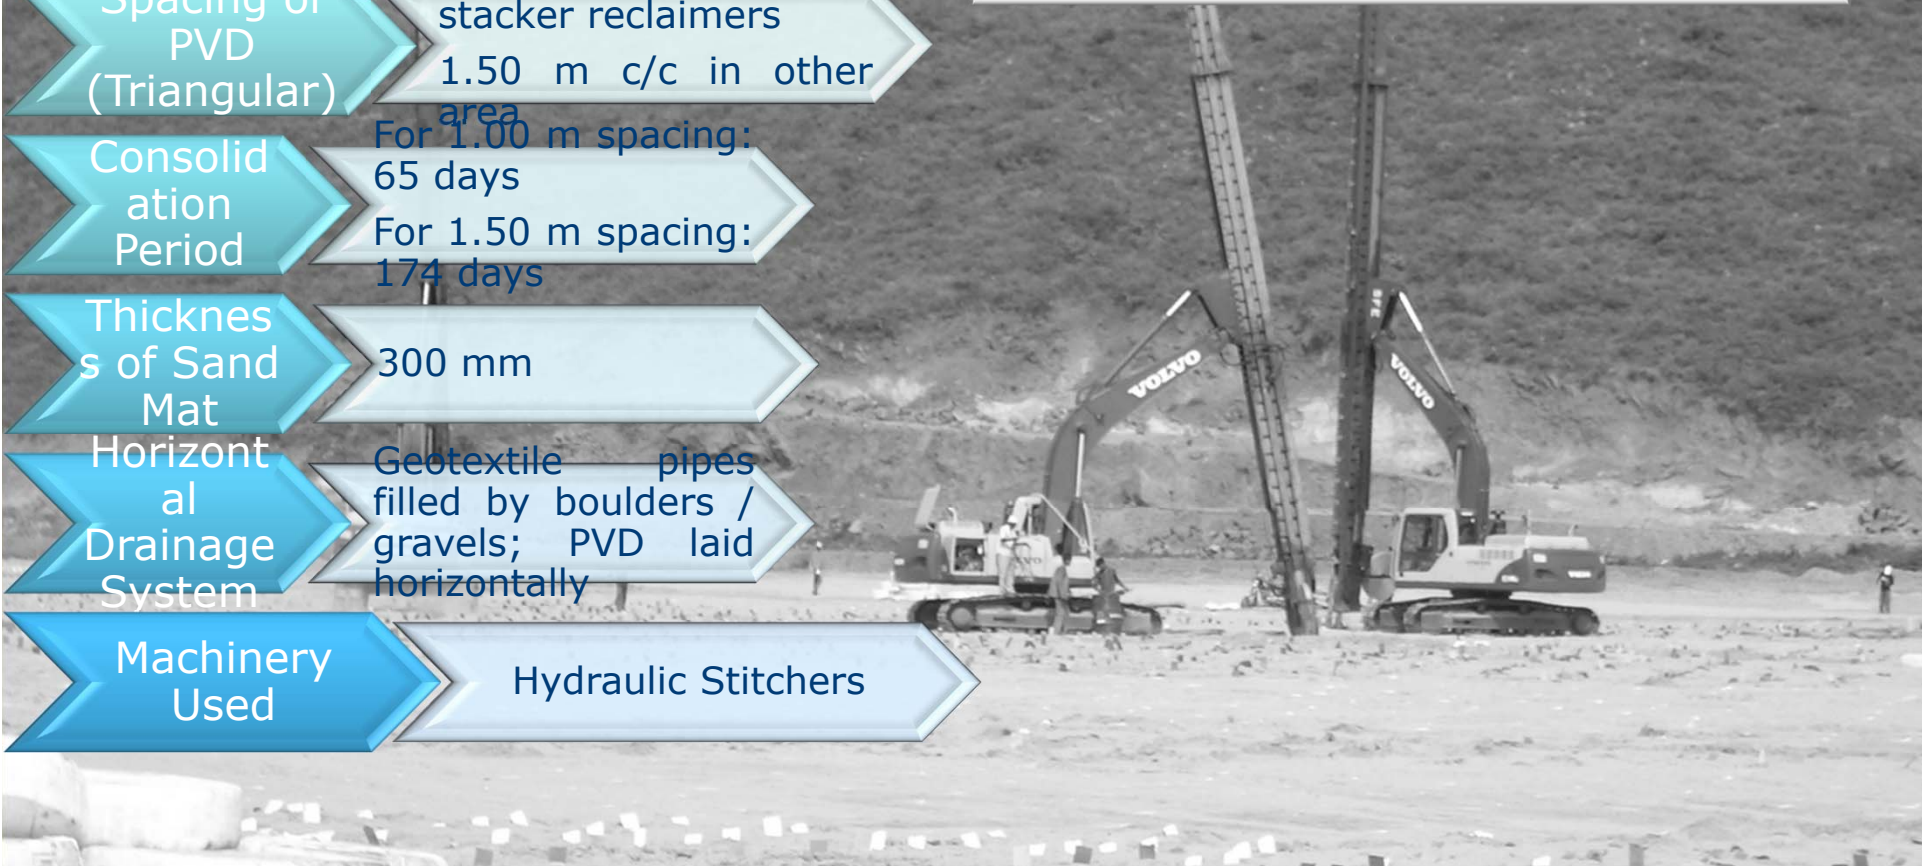 Spacing of
PVD
(Triangular)
stacker reclaimers
1.50 m c/c in other
area
Consolid
ation
Period
For 1.00 m spacing:
65 days
For 1.50 m spacing:
174 days
Thicknes
s of Sand
Mat
300 mm
Horizont
al
Drainage
System
Geotextile pipes
filled by boulders /
gravels; PVD laid
horizontally
Machinery
Used
Hydraulic Stitchers
VOLVO
VOLVO